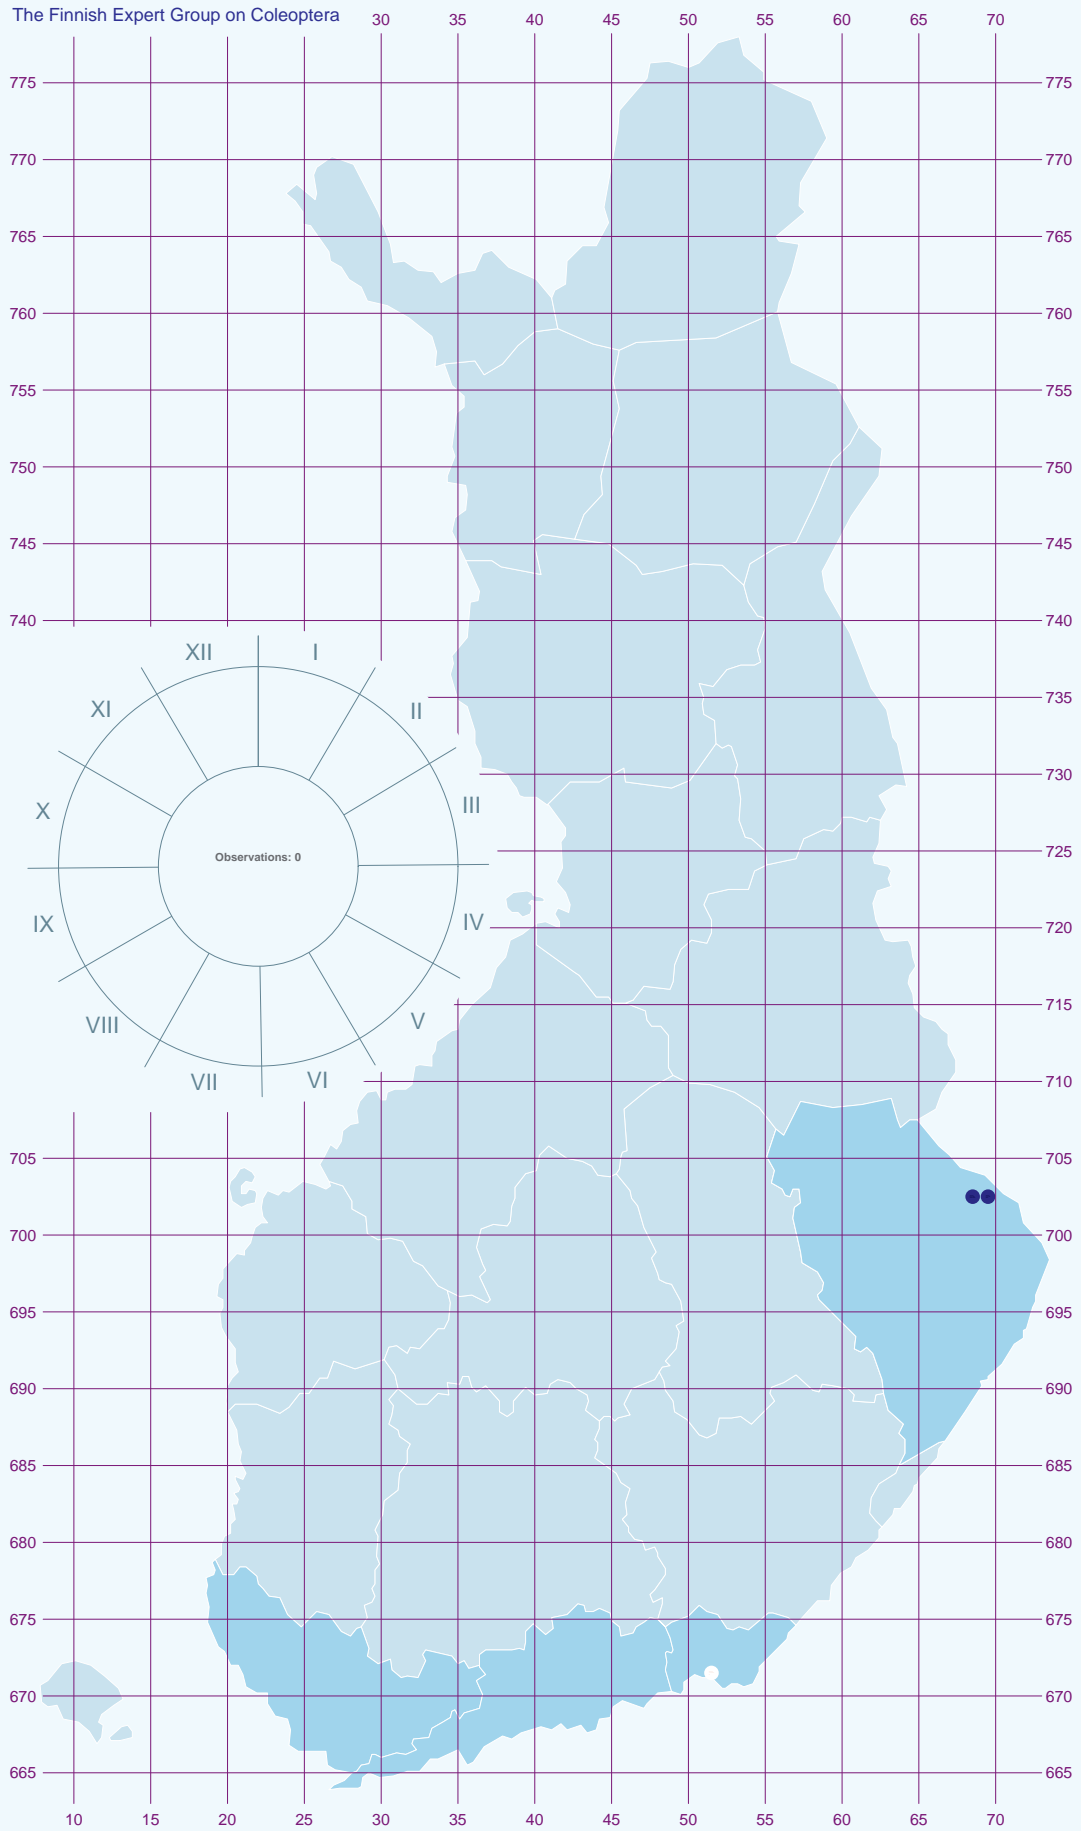 The Finnish Expert Group on Coleoptera
30 35 40 45 50 55 60 65 70
775 775
770 770
765 765
760 760
755 755
750 750
745 745
740 740
XII I
XI II
735
730
X III
725
Observations: 0
IX IV
720
715
VIII V
VII VI
710
705 705
700 700
695 695
690 690
685 685
680 680
675 675
670 670
665 665
10 15 20 25 30 35 40 45 50 55 60 65 70